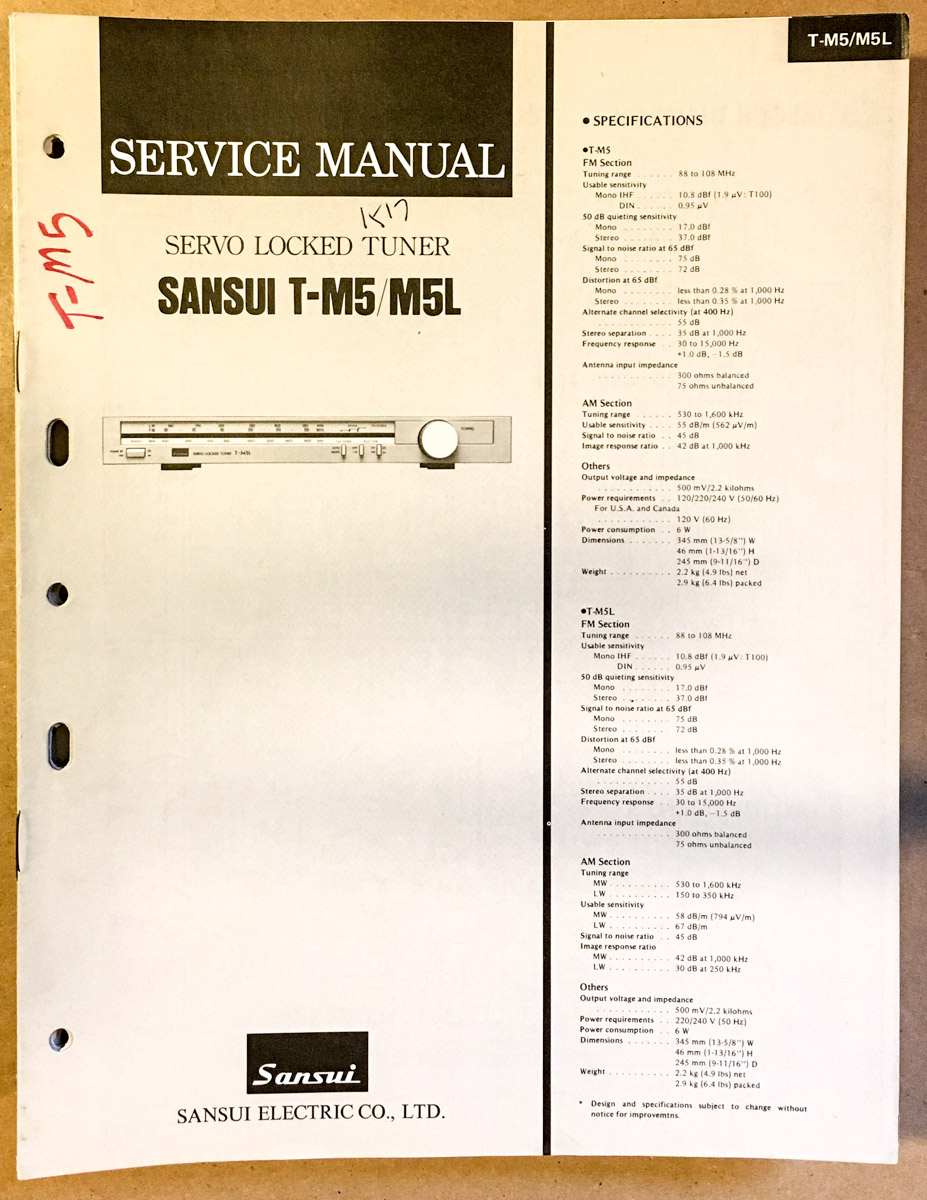 T-M5/M5L
SERVICE MANUAL
K17
T-M5
SERVO LOCKED TUNER
SANSUI T-M5/M5L
SERVO LOCKED TUNER T-M5L
TUNING
Sansui
SANSUI ELECTRIC CO., LTD.
● SPECIFICATIONS
●T-M5
FM Section
Tuning range . . . . . . 88 to 108 MHz
Usable sensitivity
Mono IHF . . . . . . 10.8 dBf (1.9 μV: T100)
DIN . . . . . . 0.95 μV
50 dB quieting sensitivity
Mono . . . . . . . 17.0 dBf
Stereo . . . . . . . 37.0 dBf
Signal to noise ratio at 65 dBf
Mono . . . . . . . 75 dB
Stereo . . . . . . . 72 dB
Distortion at 65 dBf
Mono . . . . . . . less than 0.28 % at 1,000 Hz
Stereo . . . . . . . less than 0.35 % at 1,000 Hz
Alternate channel selectivity (at 400 Hz)
. . . . . . . . . . . 55 dB
Stereo separation . . . . 35 dB at 1,000 Hz
Frequency response . . 30 to 15,000 Hz
+1.0 dB, −1.5 dB
Antenna input impedance
. . . . . . . . . . . 300 ohms balanced
75 ohms unbalanced
AM Section
Tuning range . . . . . . 530 to 1,600 kHz
Usable sensitivity . . . . 55 dB/m (562 μV/m)
Signal to noise ratio . . 45 dB
Image response ratio . . 42 dB at 1,000 kHz
Others
Output voltage and impedance
. . . . . . . . . . . 500 mV/2.2 kilohms
Power requirements . . 120/220/240 V (50/60 Hz)
For U.S.A. and Canada
. . . . . . . . . . . 120 V (60 Hz)
Power consumption . . 6 W
Dimensions . . . . . . . 345 mm (13-5/8") W
46 mm (1-13/16") H
245 mm (9-11/16") D
Weight . . . . . . . . . . 2.2 kg (4.9 lbs) net
2.9 kg (6.4 lbs) packed
●T-M5L
FM Section
Tuning range . . . . . . 88 to 108 MHz
Usable sensitivity
Mono IHF . . . . . . 10.8 dBf (1.9 μV: T100)
DIN . . . . . . 0.95 μV
50 dB quieting sensitivity
Mono . . . . . . . 17.0 dBf
Stereo . . . . . . . 37.0 dBf
Signal to noise ratio at 65 dBf
Mono . . . . . . . 75 dB
Stereo . . . . . . . 72 dB
Distortion at 65 dBf
Mono . . . . . . . less than 0.28 % at 1,000 Hz
Stereo . . . . . . . less than 0.35 % at 1,000 Hz
Alternate channel selectivity (at 400 Hz)
. . . . . . . . . . . 55 dB
Stereo separation . . . . 35 dB at 1,000 Hz
Frequency response . . 30 to 15,000 Hz
+1.0 dB, −1.5 dB
Antenna input impedance
. . . . . . . . . . . 300 ohms balanced
75 ohms unbalanced
AM Section
Tuning range
MW . . . . . . . . . . 530 to 1,600 kHz
LW . . . . . . . . . . 150 to 350 kHz
Usable sensitivity
MW . . . . . . . . . . 58 dB/m (794 μV/m)
LW . . . . . . . . . . 67 dB/m
Signal to noise ratio . . 45 dB
Image response ratio
MW . . . . . . . . . . 42 dB at 1,000 kHz
LW . . . . . . . . . . 30 dB at 250 kHz
Others
Output voltage and impedance
. . . . . . . . . . . 500 mV/2.2 kilohms
Power requirements . . 220/240 V (50 Hz)
Power consumption . . 6 W
Dimensions . . . . . . . 345 mm (13-5/8") W
46 mm (1-13/16") H
245 mm (9-11/16") D
Weight . . . . . . . . . . 2.2 kg (4.9 lbs) net
2.9 kg (6.4 lbs) packed
* Design and specifications subject to change without
notice for improvemtns.